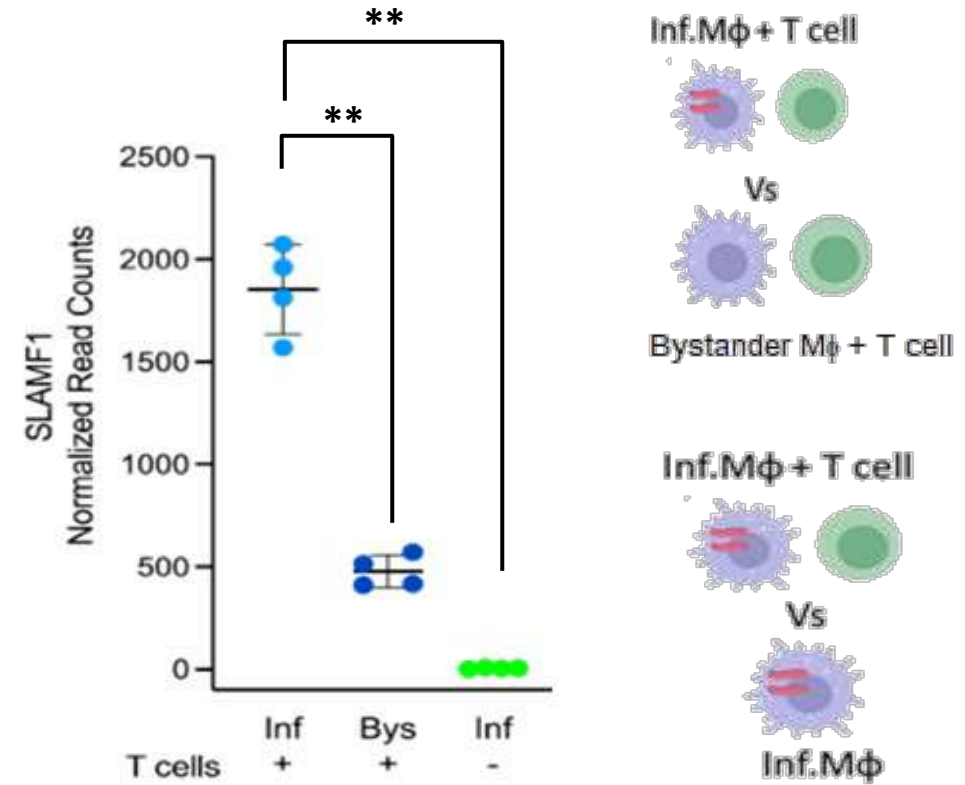 **
**
2500
2000
1500
1000
500
0
SLAMF1
Normalized Read Counts
Inf Bys Inf
T cells + + -
Inf.Mϕ + T cell
Vs
Bystander Mϕ + T cell
Inf.Mϕ + T cell
Vs
Inf.Mϕ